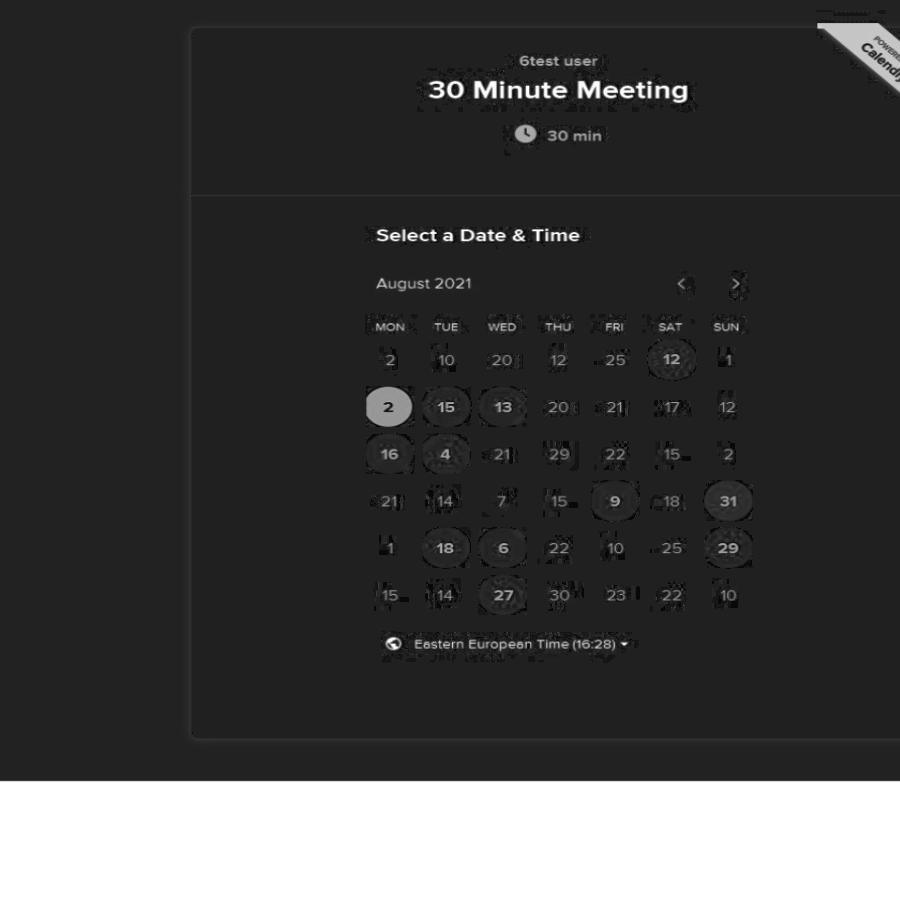 POWERED
Calendly
6test user
30 Minute Meeting
30 min
Select a Date & Time
August 2021
MON TUE WED THU FRI SAT SUN
2 10 20 12 25 12 1
2 15 13 20 21 17 12
16 4 21 29 22 15 2
21 14 7 15 9 18 31
1 18 6 22 10 25 29
15 14 27 30 23 22 10
Eastern European Time (16:28)